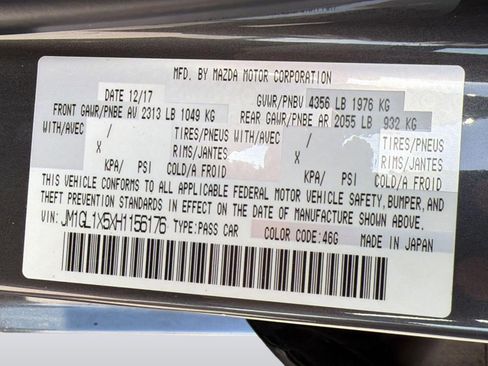 MFD. BY MAZDA MOTOR CORPORATION
DATE 12/17 GVWR/PNBV 4356 LB 1976 KG
FRONT GAWR/PNBE AV 2313 LB 1049 KG REAR GAWR/PNBE AR 2055 LB 932 KG
WITH/AVEC / TIRES/PNEUS WITH/AVEC / TIRES/PNEUS
X RIMS/JANTES X RIMS/JANTES
KPA/ PSI COLD/A FROID KPA/ PSI COLD/A FROID
THIS VEHICLE CONFORMS TO ALL APPLICABLE FEDERAL MOTOR VEHICLE SAFETY, BUMPER, AND
THEFT PREVENTION STANDARDS IN EFFECT ON THE DATE OF MANUFACTURE SHOWN ABOVE.
VIN: JM1GL1X5XH1156176 TYPE:PASS CAR COLOR CODE:46G MADE IN JAPAN